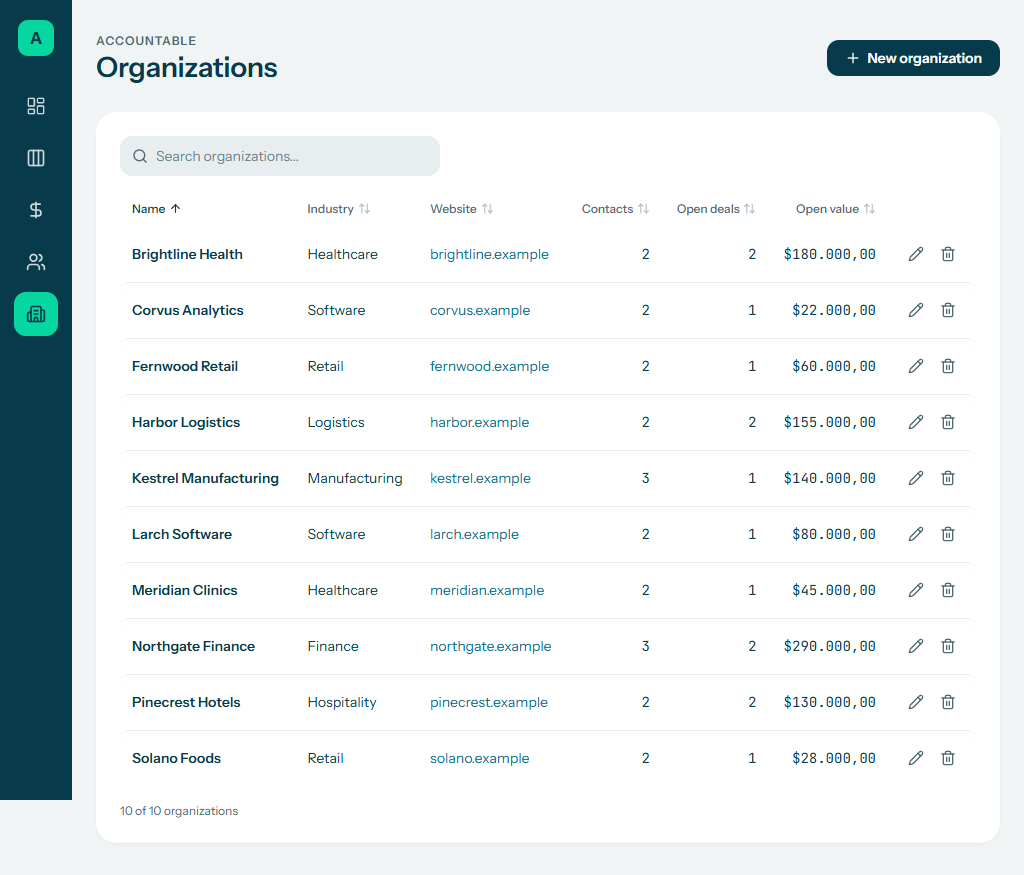 A
ACCOUNTABLE
Organizations
New organization
Search organizations...
Name Industry Website Contacts Open deals Open value
Brightline Health Healthcare brightline.example 2 2 $180.000,00
Corvus Analytics Software corvus.example 2 1 $22.000,00
Fernwood Retail Retail fernwood.example 2 1 $60.000,00
Harbor Logistics Logistics harbor.example 2 2 $155.000,00
Kestrel Manufacturing Manufacturing kestrel.example 3 1 $140.000,00
Larch Software Software larch.example 2 1 $80.000,00
Meridian Clinics Healthcare meridian.example 2 1 $45.000,00
Northgate Finance Finance northgate.example 3 2 $290.000,00
Pinecrest Hotels Hospitality pinecrest.example 2 2 $130.000,00
Solano Foods Retail solano.example 2 1 $28.000,00
10 of 10 organizations